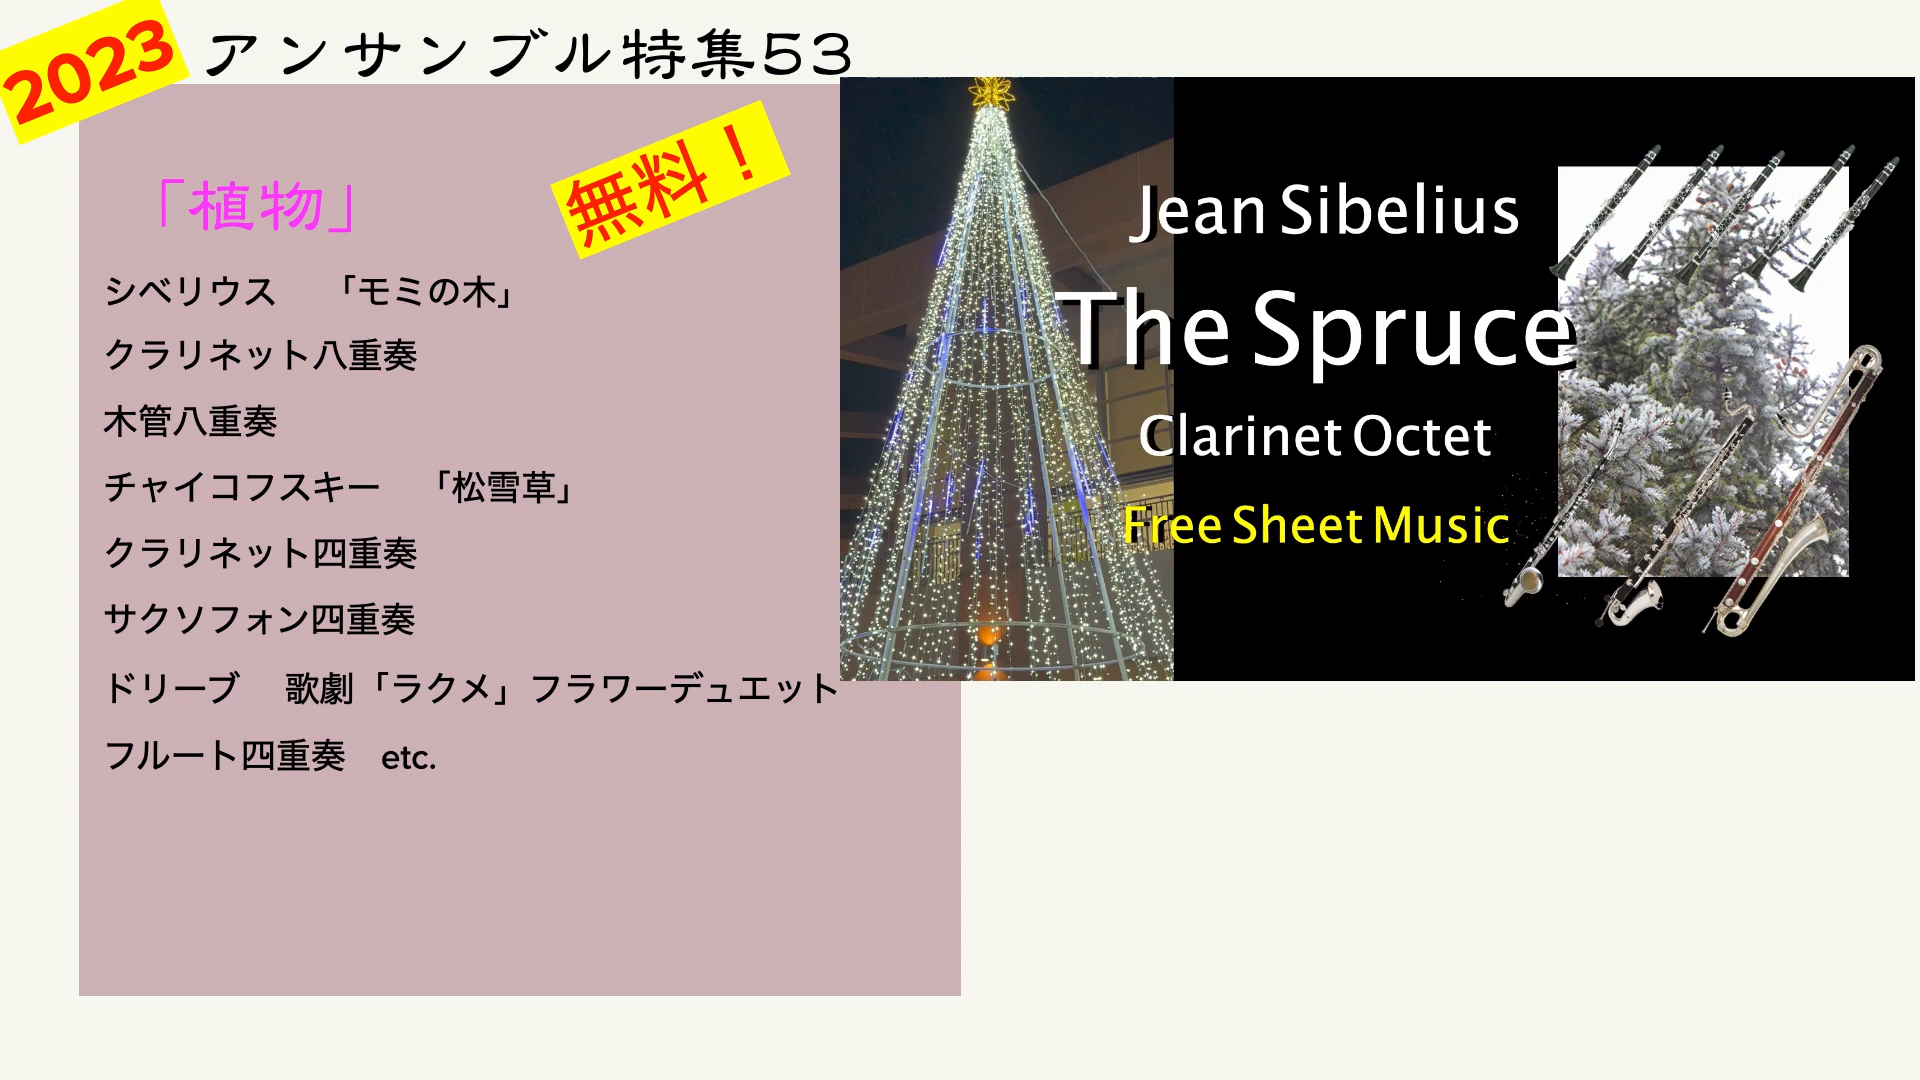 2023
アンサンブル特集53
無料！
「植物」
シベリウス　「モミの木」
クラリネット八重奏
木管八重奏
チャイコフスキー　「松雪草」
クラリネット四重奏
サクソフォン四重奏
ドリーブ　歌劇「ラクメ」フラワーデュエット
フルート四重奏　etc.
Jean Sibelius
The Spruce
Clarinet Octet
Free Sheet Music